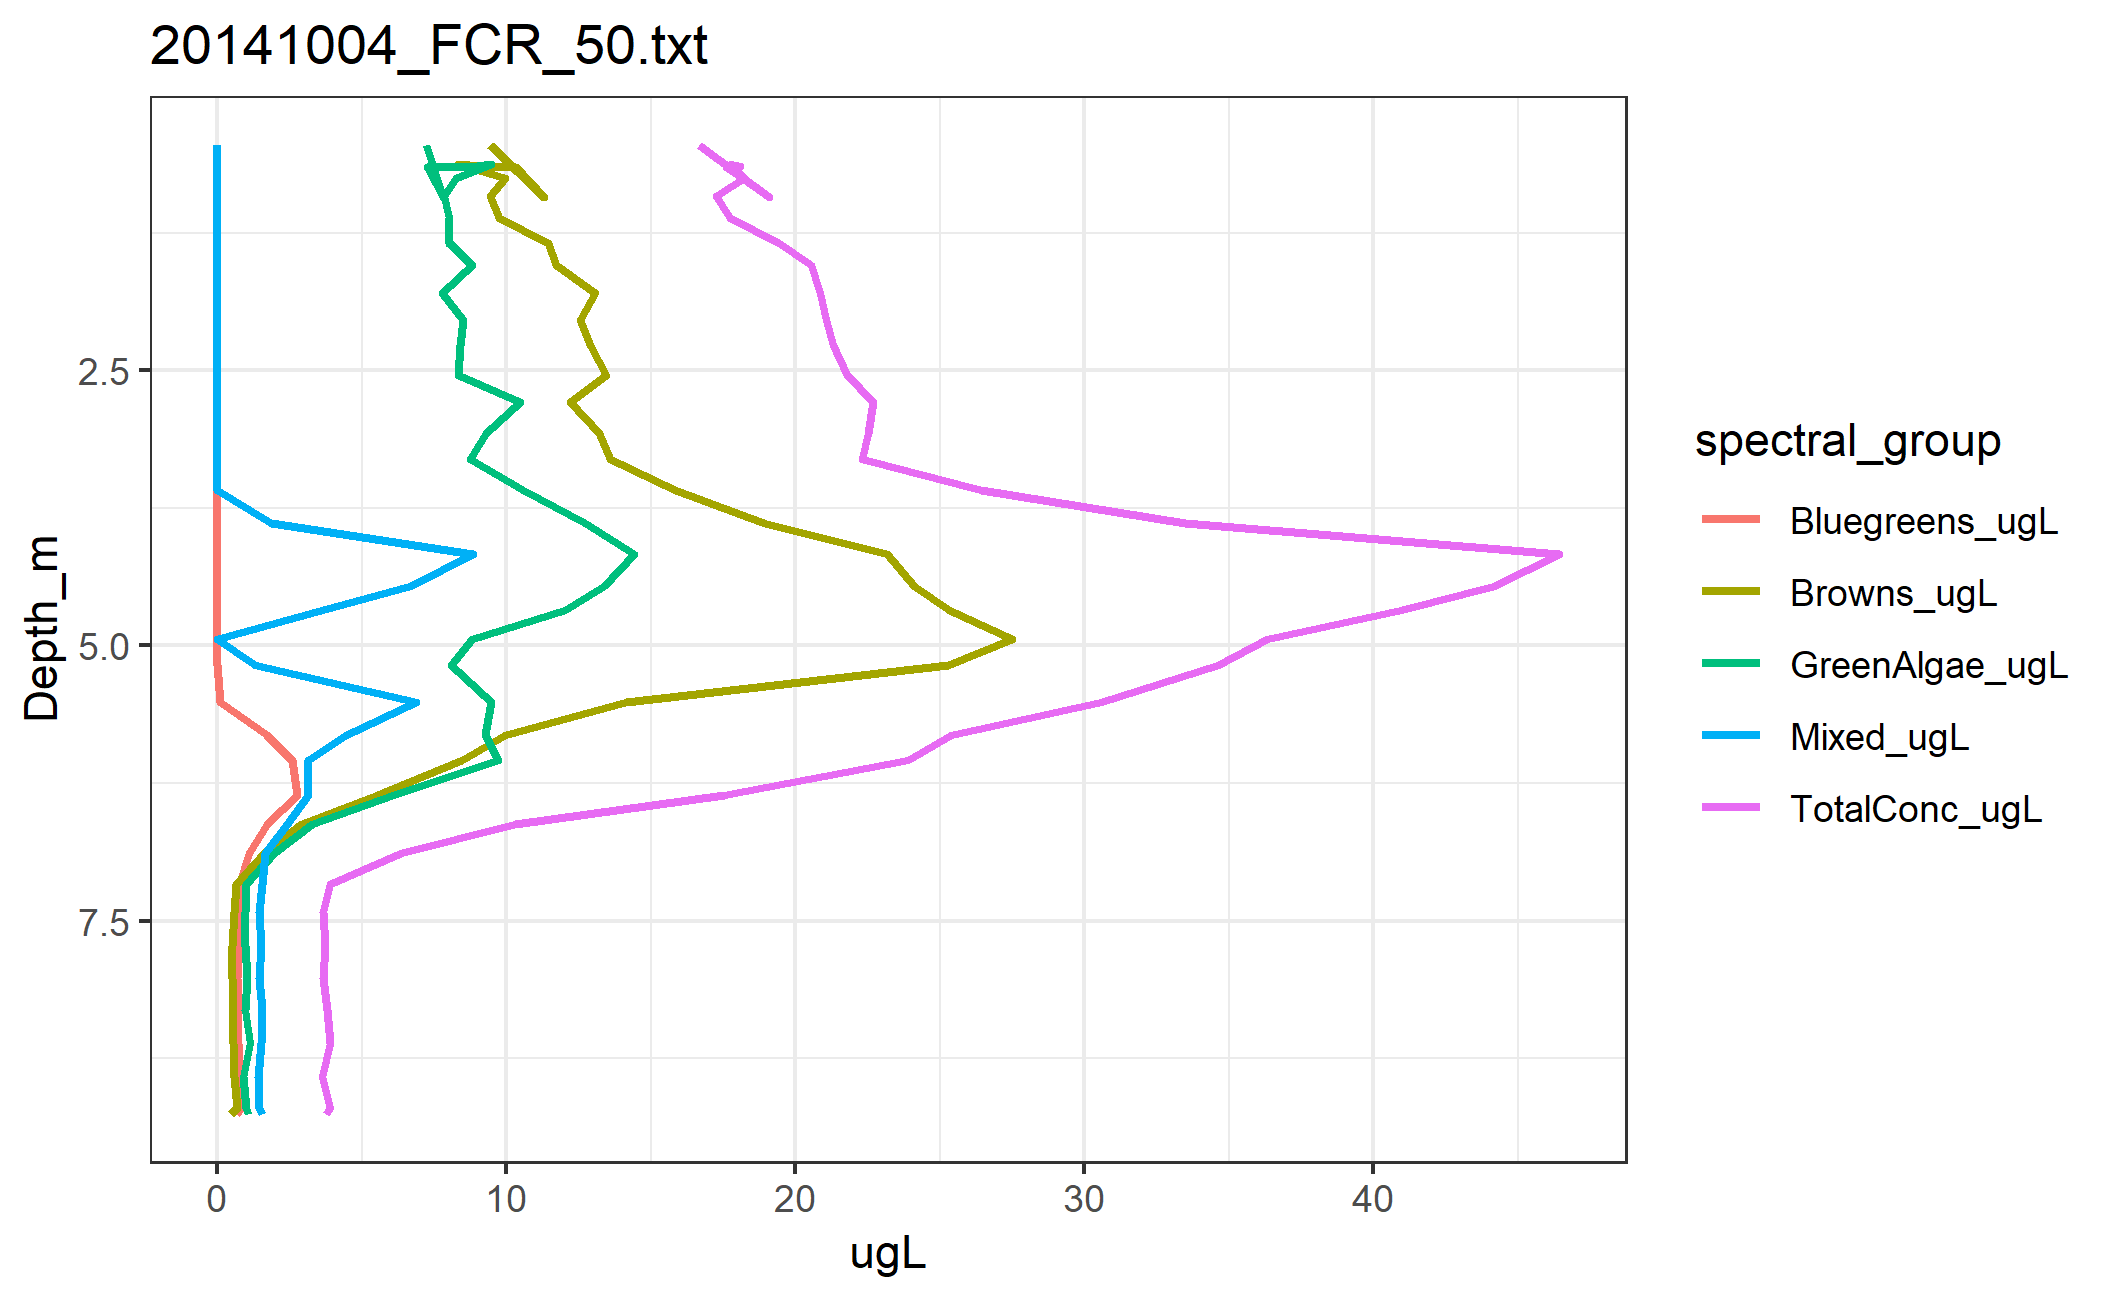 20141004_FCR_50.txt
Depth_m
2.5
5.0
7.5
0 10 20 30 40
ugL
spectral_group
Bluegreens_ugL
Browns_ugL
GreenAlgae_ugL
Mixed_ugL
TotalConc_ugL